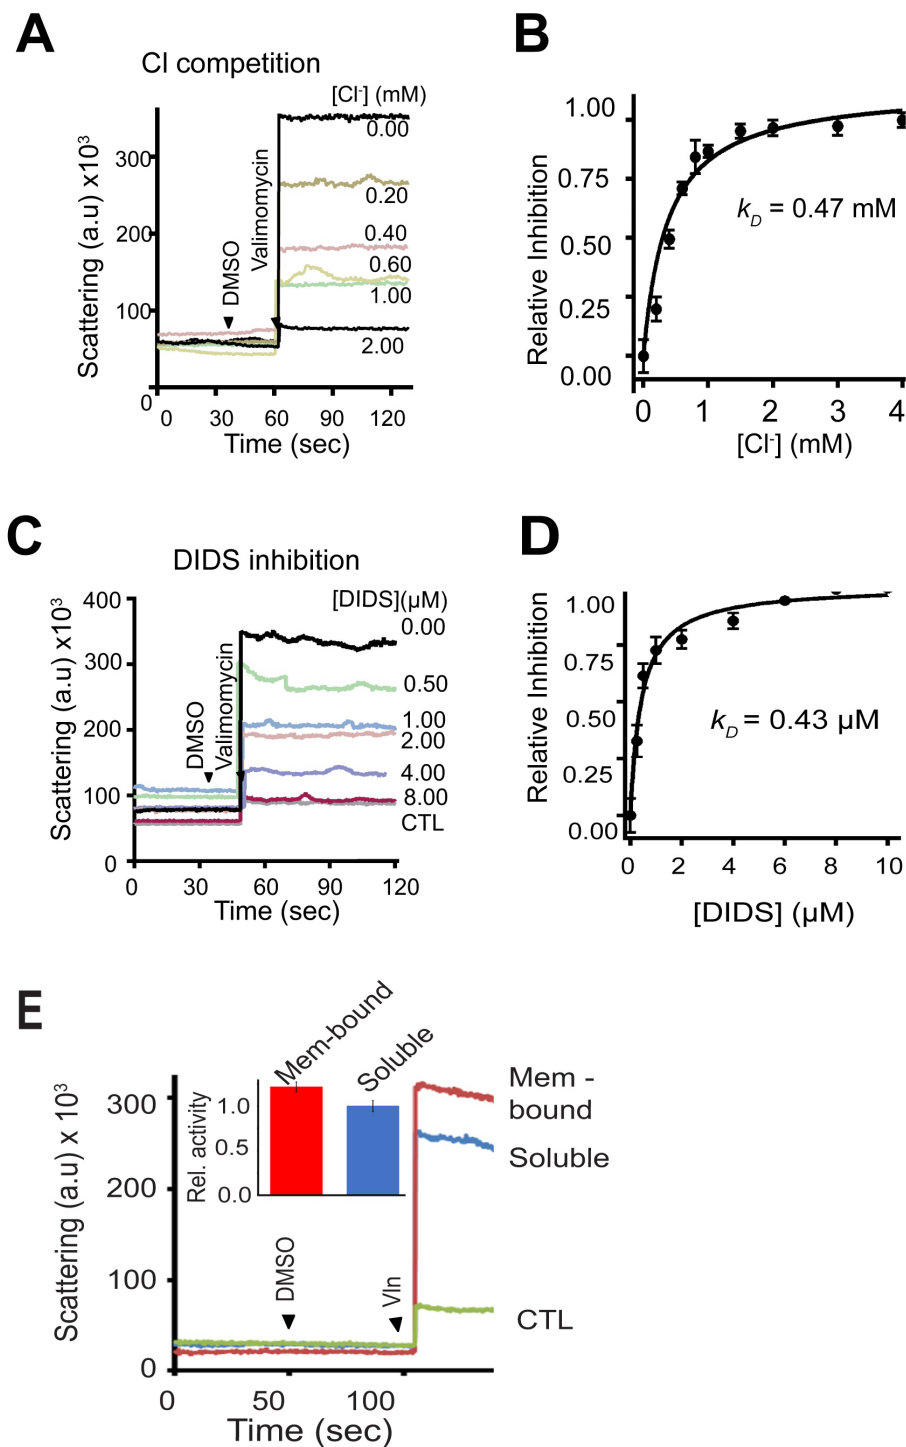 A
Cl competition
[Cl-] (mM)
0.00
0.20
0.40
0.60
1.00
2.00
Scattering (a.u) x10³
300
200
100
0
DMSO
Valimomycin
0 30 60 90 120
Time (sec)
B
Relative Inhibition
1.00
0.75
0.50
0.25
0.00
kD = 0.47 mM
0 1 2 3 4
[Cl-] (mM)
C
DIDS inhibition
[DIDS](µM)
0.00
0.50
1.00
2.00
4.00
8.00
CTL
Scattering (a.u) x10³
400
300
200
100
0
DMSO
Valimomycin
0 30 60 90 120
Time (sec)
D
Relative Inhibition
1.00
0.75
0.50
0.25
0.00
kD = 0.43 µM
0 2 4 6 8 10
[DIDS] (µM)
E
Mem-bound
Soluble
Rel. activity
1.0
0.5
0.0
Scattering (a.u) x 10³
300
200
100
0
DMSO
Vln
Mem -
bound
Soluble
CTL
0 50 100
Time (sec)